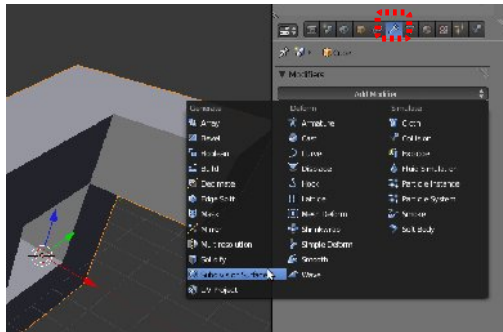 Cube
Modifiers
Add Modifier
Generate
Deform
Simulate
Array
Armature
Cloth
Bevel
Cast
Collision
Boolean
Curve
Explode
Build
Displace
Fluid Simulation
Decimate
Hook
Particle Instance
Edge Split
Lattice
Particle System
Mask
Mesh Deform
Smoke
Mirror
Shrinkwrap
Soft Body
Multiresolution
Simple Deform
Solidify
Smooth
Subdivision Surface
Wave
UV Project